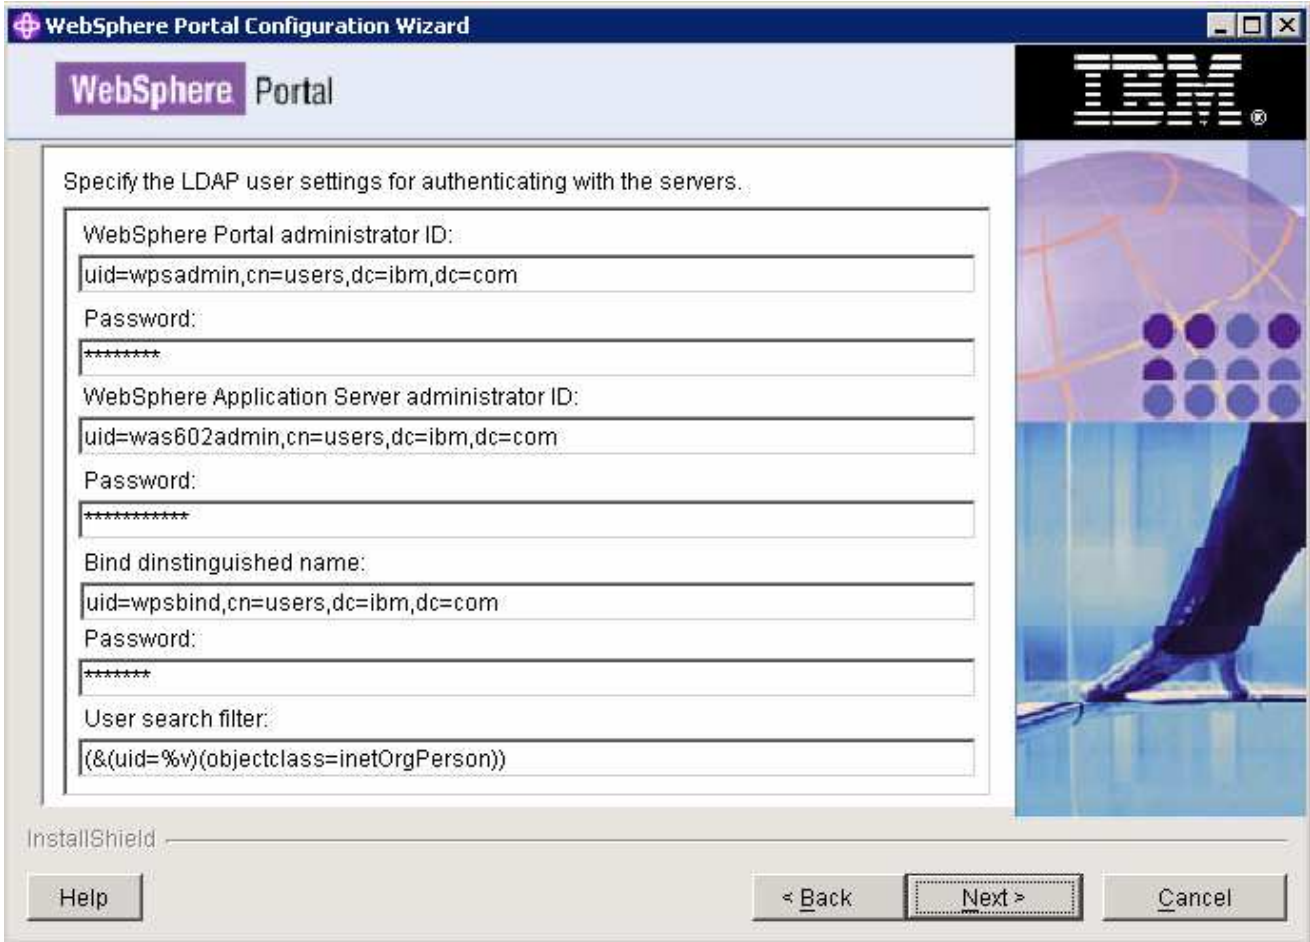 WebSphere Portal Configuration Wizard
WebSphere Portal
IBM®
Specify the LDAP user settings for authenticating with the servers.
WebSphere Portal administrator ID:
uid=wpsadmin,cn=users,dc=ibm,dc=com
Password:
********
WebSphere Application Server administrator ID:
uid=was602admin,cn=users,dc=ibm,dc=com
Password:
***********
Bind dinstinguished name:
uid=wpsbind,cn=users,dc=ibm,dc=com
Password:
*******
User search filter:
(&(uid=%v)(objectclass=inetOrgPerson))
InstallShield
Help
< Back
Next >
Cancel